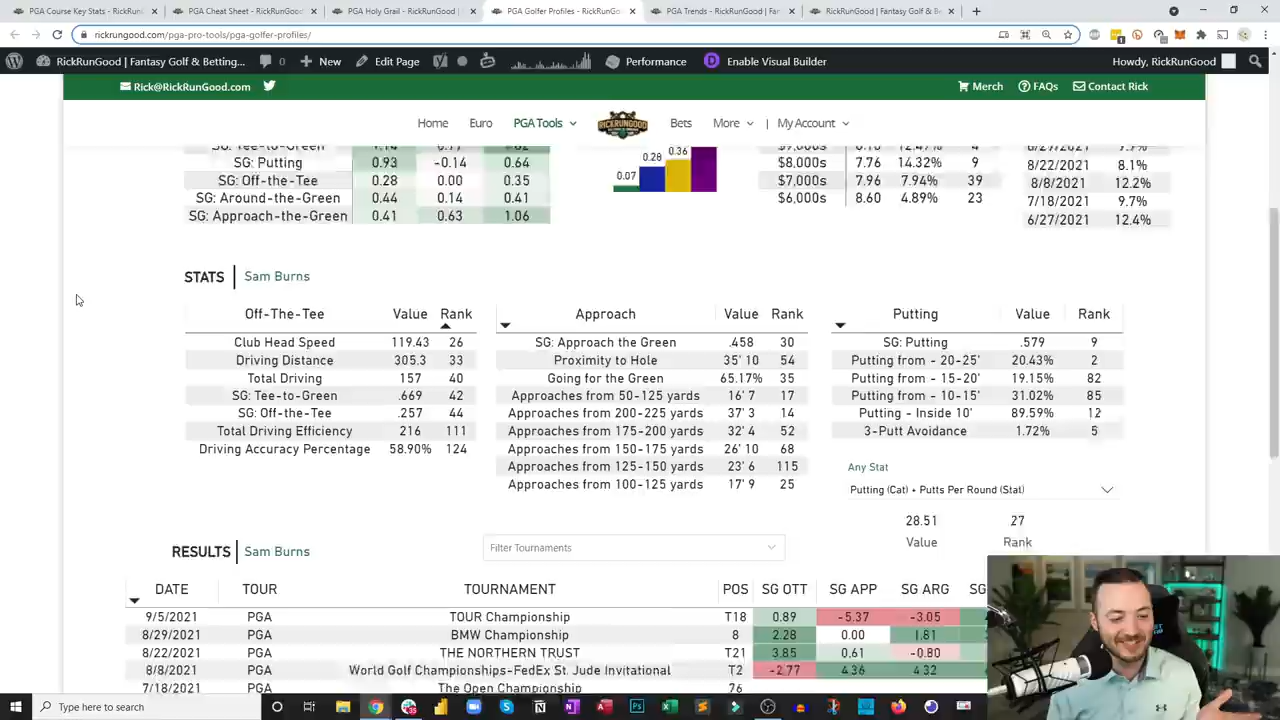 PGA Course Key Stats - RickRun
PGA Cheat Sheet - RickRunGood
PGA Holy Grail - RickRunGood |
PGA Golfer Profiles - RickRunGo
PGA Trends - RickRunGood | Fant
RickRunGood | Fantasy Golf & Be
rickrungood.com/pga-pro-tools/pga-golfer-profiles/
RickRunGood | Fantasy Golf & Betting... 0 New Edit Page Performance Enable Visual Builder Howdy, RickRunGood
Rick@RickRunGood.com Merch FAQs Contact Rick
Home Euro PGA Tools RICKRUNGOOD Bets More | My Account
SG: Putting 0.93 -0.14 0.64
SG: Off-the-Tee 0.28 0.00 0.35
SG: Around-the-Green 0.44 0.14 0.41
SG: Approach-the-Green 0.41 0.63 1.06
0.07 0.28 0.36
$8,000s 7.76 14.32% 9
$7,000s 7.96 7.94% 39
$6,000s 8.60 4.89% 23
8/22/2021 8.1%
8/8/2021 12.2%
7/18/2021 9.7%
6/27/2021 12.4%
STATS | Sam Burns
Off-The-Tee Value Rank
Club Head Speed 119.43 26
Driving Distance 305.3 33
Total Driving 157 40
SG: Tee-to-Green .669 42
SG: Off-the-Tee .257 44
Total Driving Efficiency 216 111
Driving Accuracy Percentage 58.90% 124
Approach Value Rank
SG: Approach the Green .458 30
Proximity to Hole 35' 10 54
Going for the Green 65.17% 35
Approaches from 50-125 yards 16' 7 17
Approaches from 200-225 yards 37' 3 14
Approaches from 175-200 yards 32' 4 52
Approaches from 150-175 yards 26' 10 68
Approaches from 125-150 yards 23' 6 115
Approaches from 100-125 yards 17' 9 25
Putting Value Rank
SG: Putting .579 9
Putting from - 20-25' 20.43% 2
Putting from - 15-20' 19.15% 82
Putting from - 10-15' 31.02% 85
Putting - Inside 10' 89.59% 12
3-Putt Avoidance 1.72% 5
Any Stat
Putting (Cat) + Putts Per Round (Stat)
28.51 27
Value Rank
RESULTS | Sam Burns
Filter Tournaments
DATE TOUR TOURNAMENT POS SG OTT SG APP SG ARG SG
9/5/2021 PGA TOUR Championship T18 0.89 -5.37 -3.05
8/29/2021 PGA BMW Championship 8 2.28 0.00 1.81
8/22/2021 PGA THE NORTHERN TRUST T21 3.85 0.61 -0.80
8/8/2021 PGA World Golf Championships-FedEx St. Jude Invitational T2 -2.77 4.36 4.32
7/18/2021 PGA The Open Championship 76
Type here to search